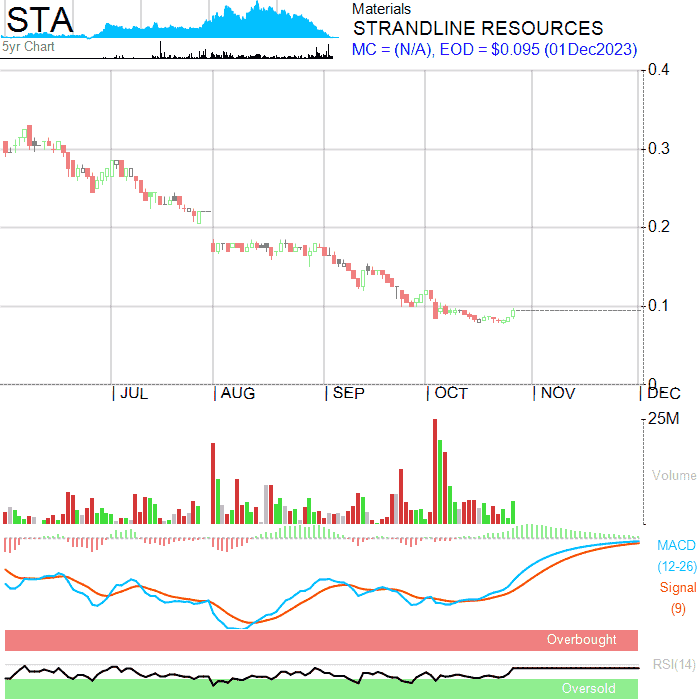 STA
5yr Chart
Materials
STRANDLINE RESOURCES
MC = (N/A), EOD = $0.095 (01Dec2023)
0.4
0.3
0.2
0.1
0
JUL
AUG
SEP
OCT
NOV
DEC
25M
Volume
MACD
(12-26)
Signal
(9)
Overbought
RSI(14)
Oversold